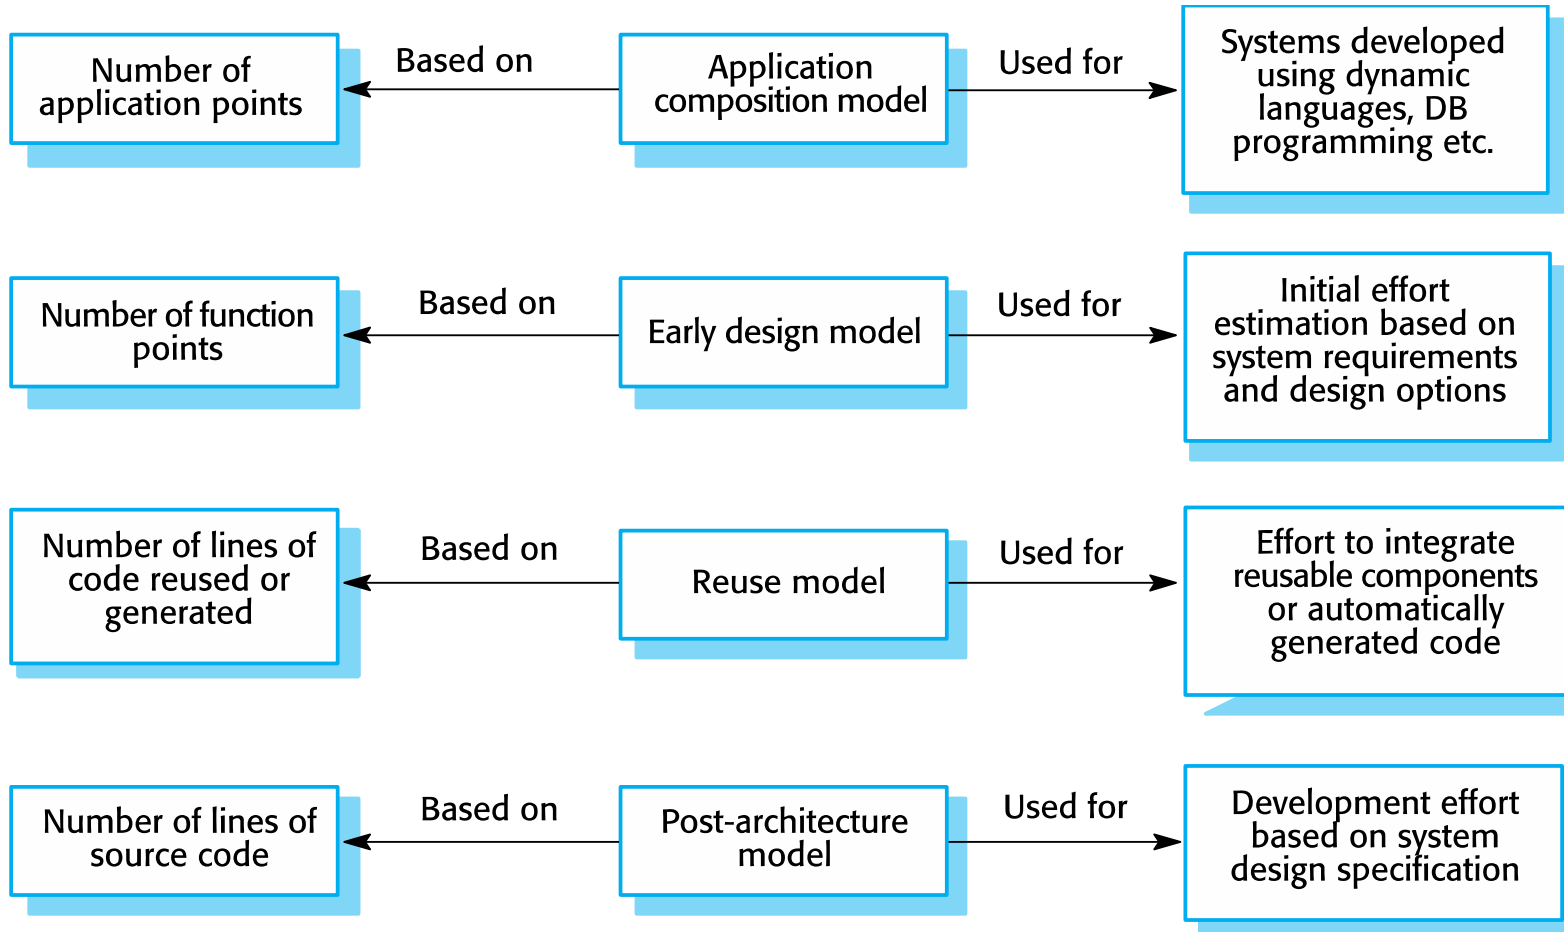 Number of
application points
Based on
Application
composition model
Used for
Systems developed
using dynamic
languages, DB
programming etc.
Number of function
points
Based on
Early design model
Used for
Initial effort
estimation based on
system requirements
and design options
Number of lines of
code reused or
generated
Based on
Reuse model
Used for
Effort to integrate
reusable components
or automatically
generated code
Number of lines of
source code
Based on
Post-architecture
model
Used for
Development effort
based on system
design specification